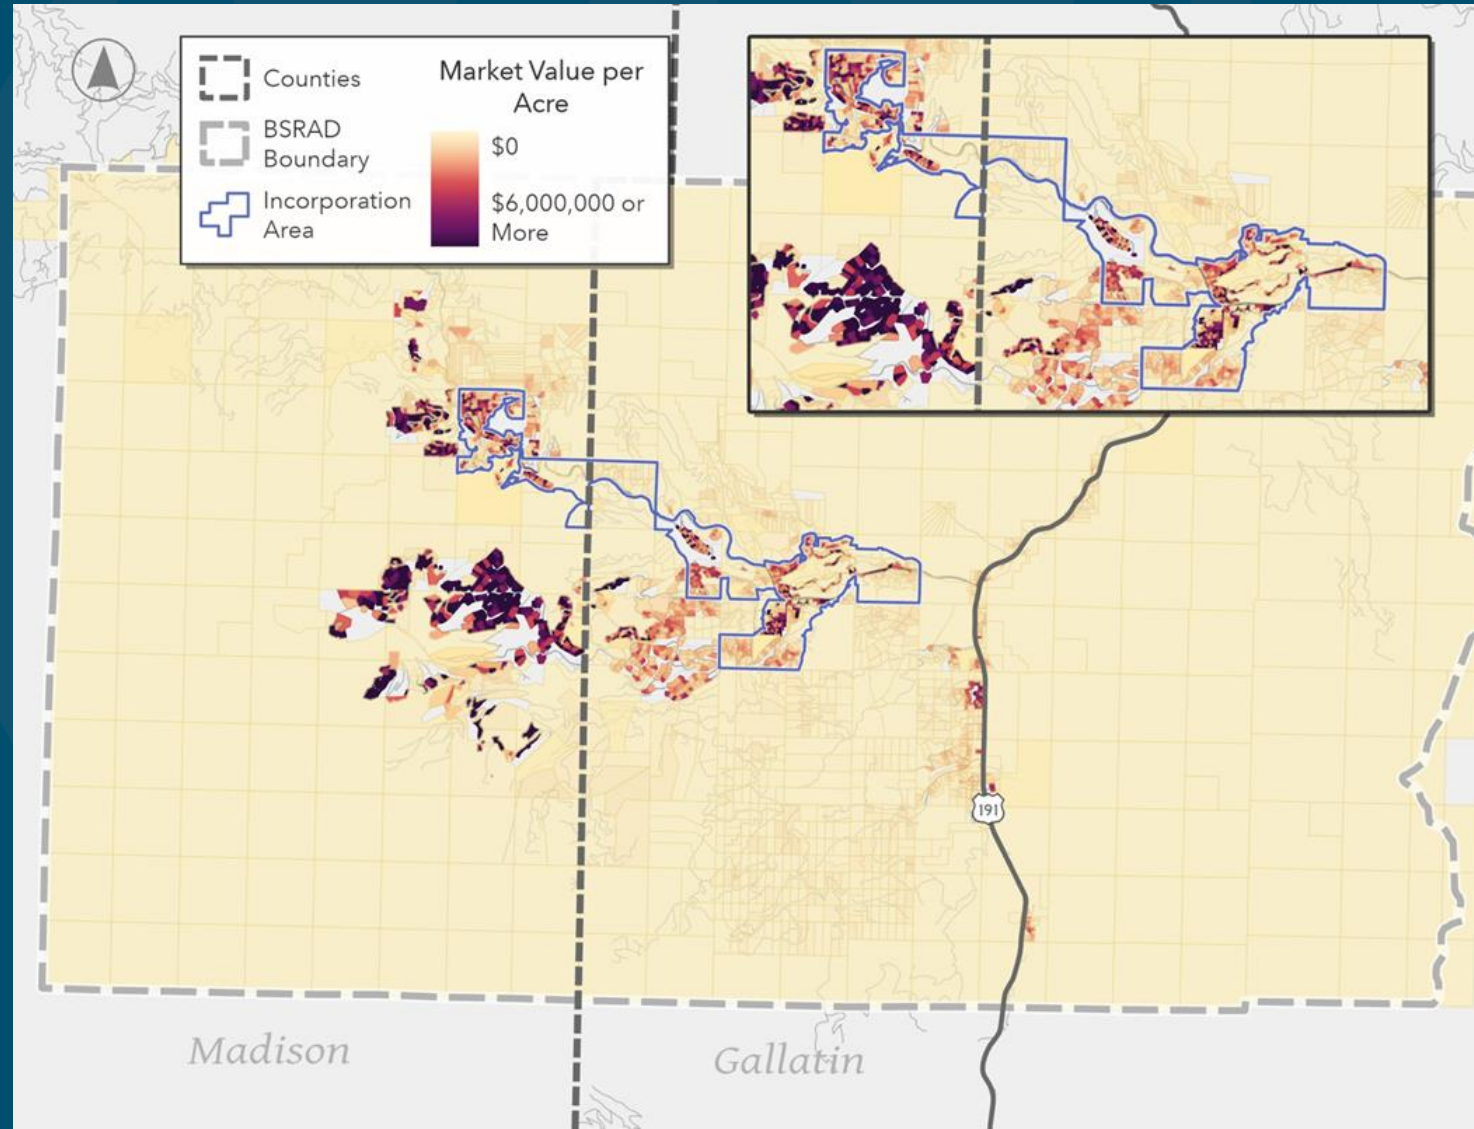 Counties
BSRAD
Boundary
Incorporation
Area
Market Value per
Acre
$0
$6,000,000 or
More
191
Madison
Gallatin